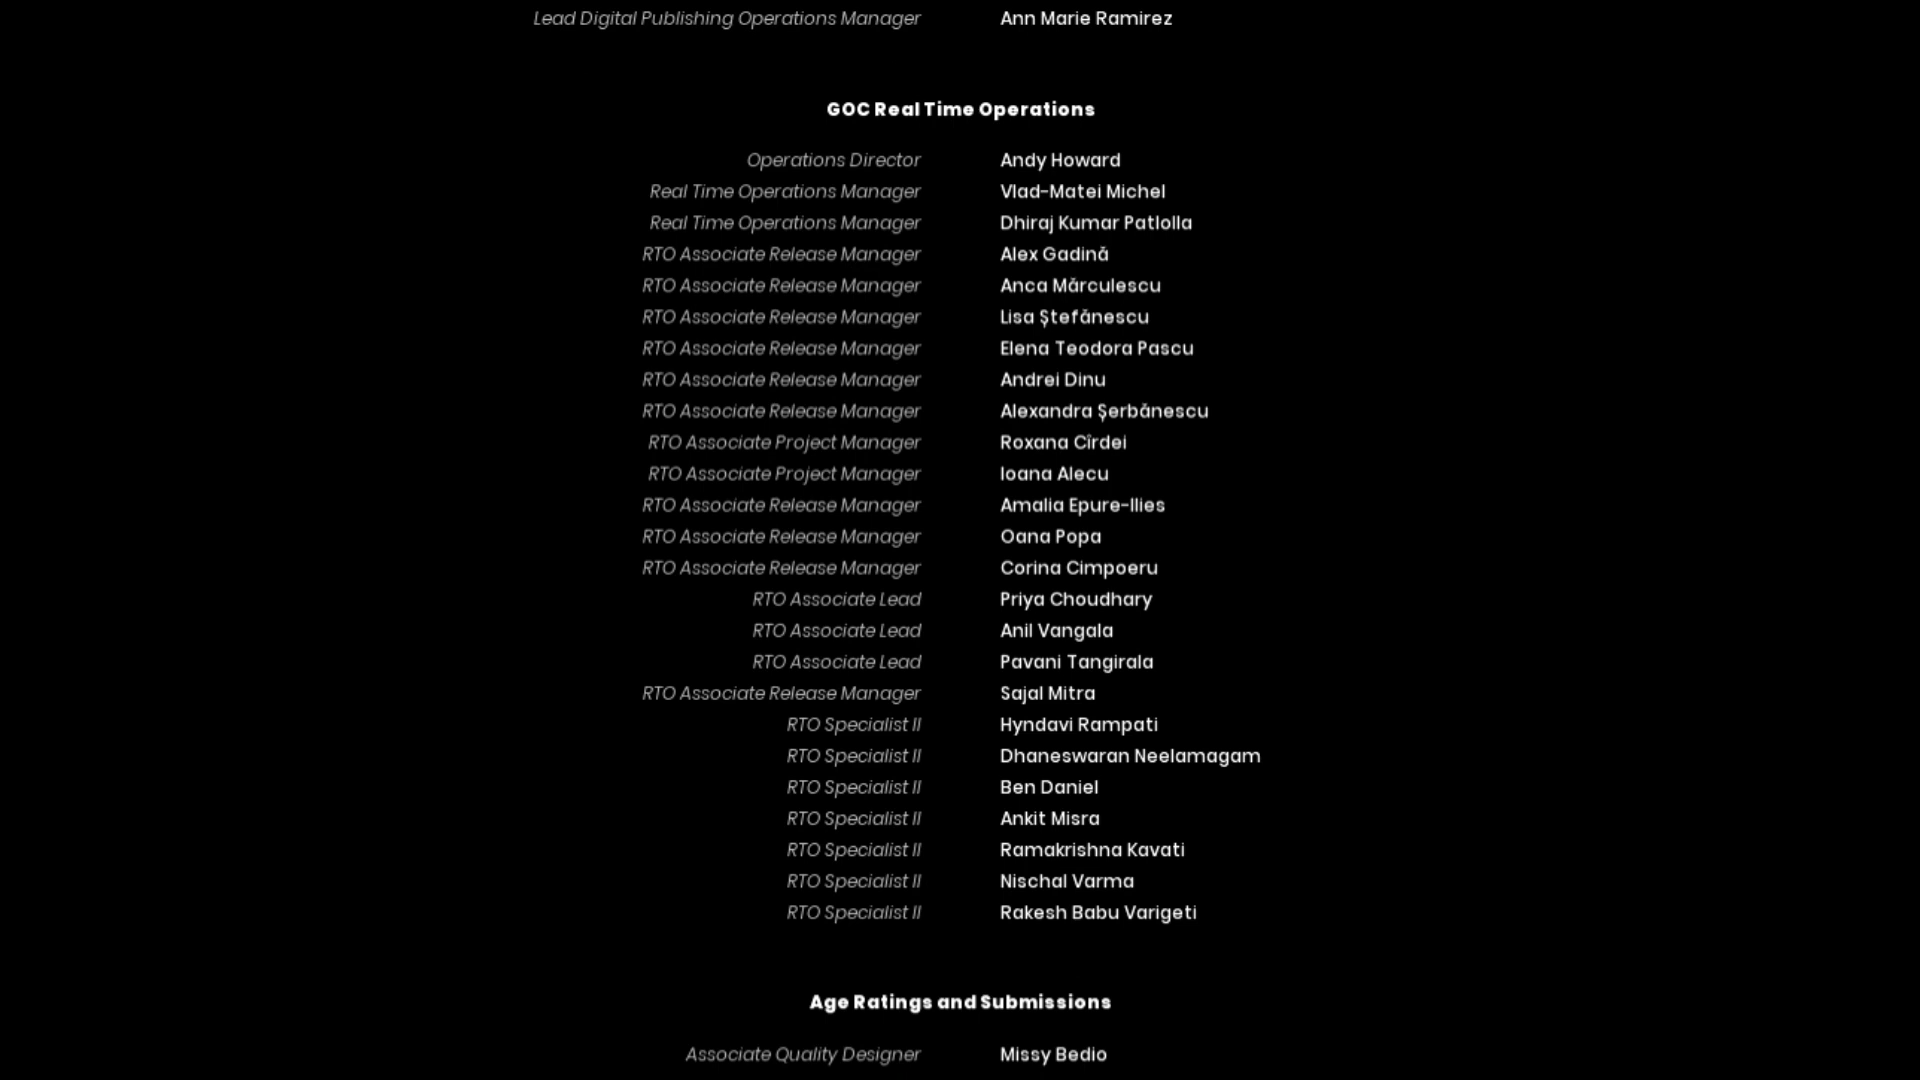 Lead Digital Publishing Operations Manager Ann Marie Ramirez
GOC Real Time Operations
Operations Director Andy Howard
Real Time Operations Manager Vlad-Matei Michel
Real Time Operations Manager Dhiraj Kumar Patlolla
RTO Associate Release Manager Alex Gadină
RTO Associate Release Manager Anca Mărculescu
RTO Associate Release Manager Lisa Ștefănescu
RTO Associate Release Manager Elena Teodora Pascu
RTO Associate Release Manager Andrei Dinu
RTO Associate Release Manager Alexandra Șerbănescu
RTO Associate Project Manager Roxana Cîrdei
RTO Associate Project Manager Ioana Alecu
RTO Associate Release Manager Amalia Epure-Ilies
RTO Associate Release Manager Oana Popa
RTO Associate Release Manager Corina Cimpoeru
RTO Associate Lead Priya Choudhary
RTO Associate Lead Anil Vangala
RTO Associate Lead Pavani Tangirala
RTO Associate Release Manager Sajal Mitra
RTO Specialist II Hyndavi Rampati
RTO Specialist II Dhaneswaran Neelamagam
RTO Specialist II Ben Daniel
RTO Specialist II Ankit Misra
RTO Specialist II Ramakrishna Kavati
RTO Specialist II Nischal Varma
RTO Specialist II Rakesh Babu Varigeti
Age Ratings and Submissions
Associate Quality Designer Missy Bedio